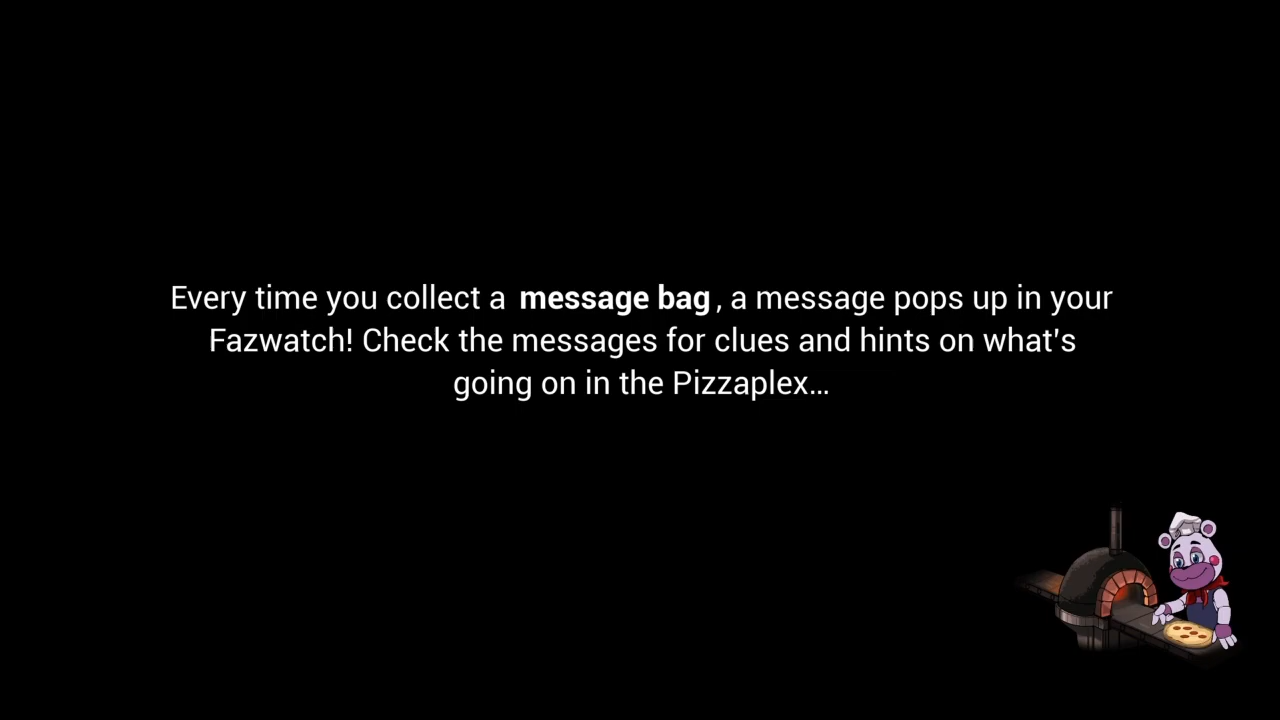 Every time you collect a message bag, a message pops up in your
Fazwatch! Check the messages for clues and hints on what's
going on in the Pizzaplex...